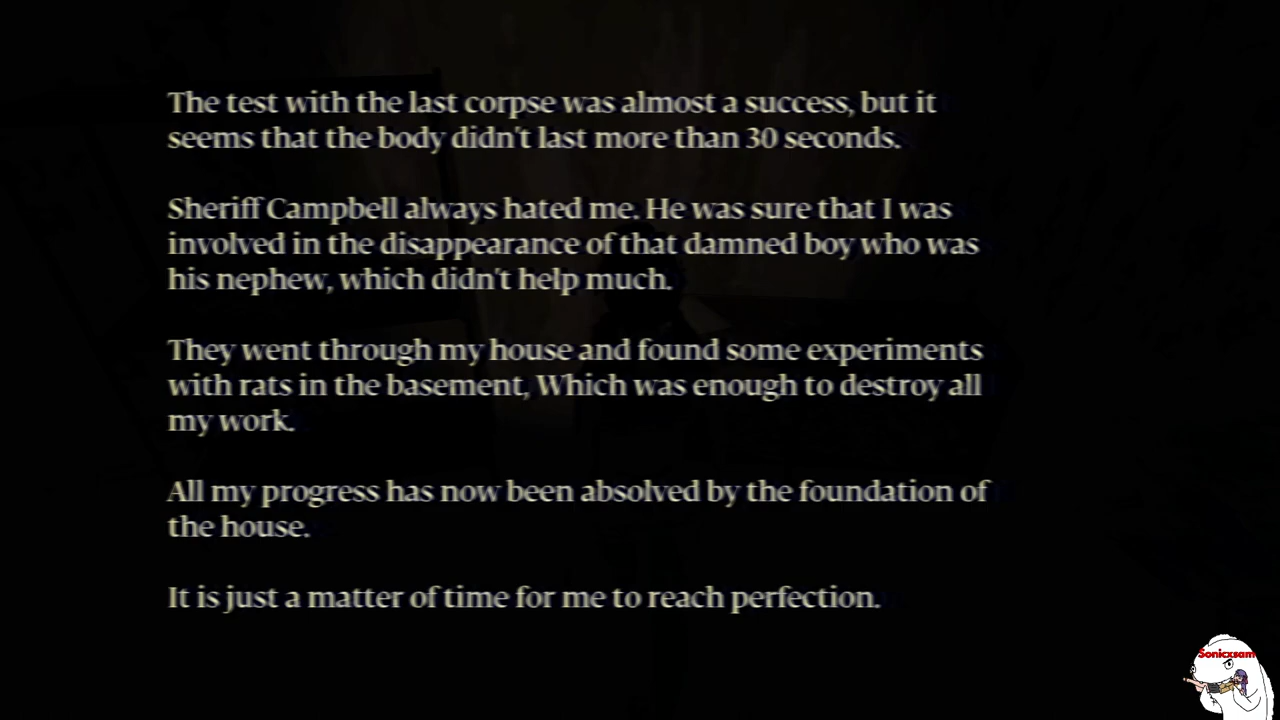 The test with the last corpse was almost a success, but it
seems that the body didn't last more than 30 seconds.
Sheriff Campbell always hated me. He was sure that I was
involved in the disappearance of that damned boy who was
his nephew, which didn't help much.
They went through my house and found some experiments
with rats in the basement, Which was enough to destroy all
my work.
All my progress has now been absolved by the foundation of
the house.
It is just a matter of time for me to reach perfection.
Sonicxsam